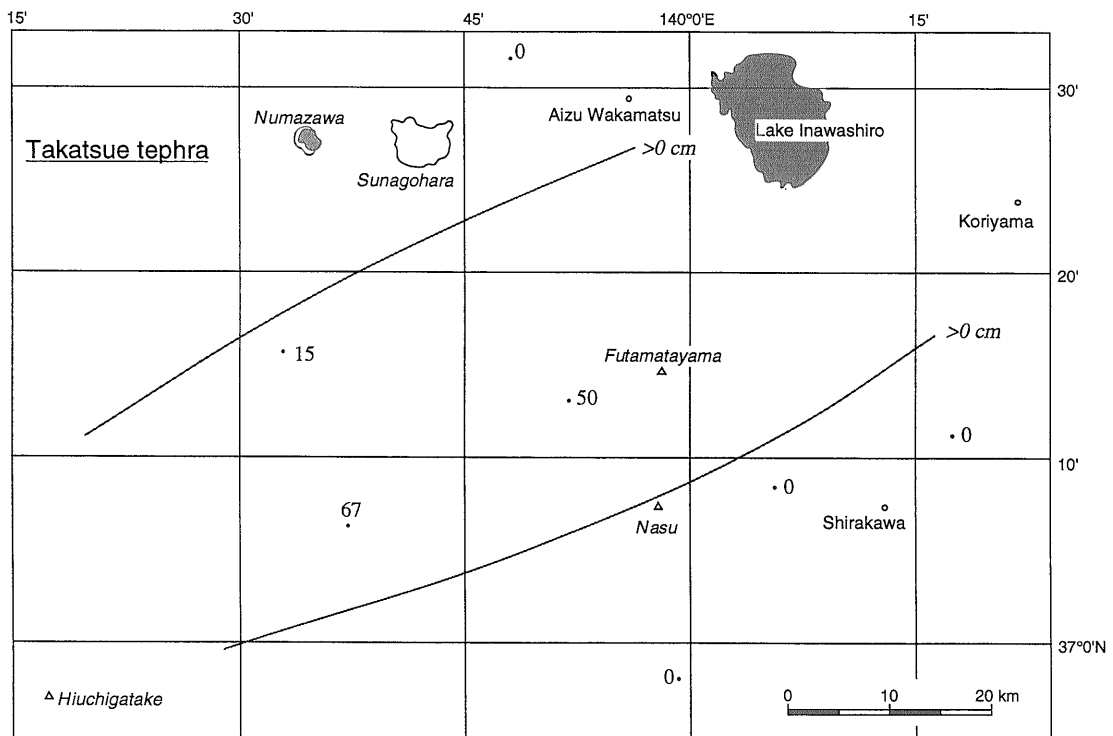 15'
30'
45'
140°0'E
15'
0
30'
Numazawa
Aizu Wakamatsu
Lake Inawashiro
Takatsue tephra
>0 cm
Sunagohara
Koriyama
20'
>0 cm
15
Futamatayama
50
0
10'
0
67
Nasu
Shirakawa
37°0'N
0
Hiuchigatake
0 10 20 km